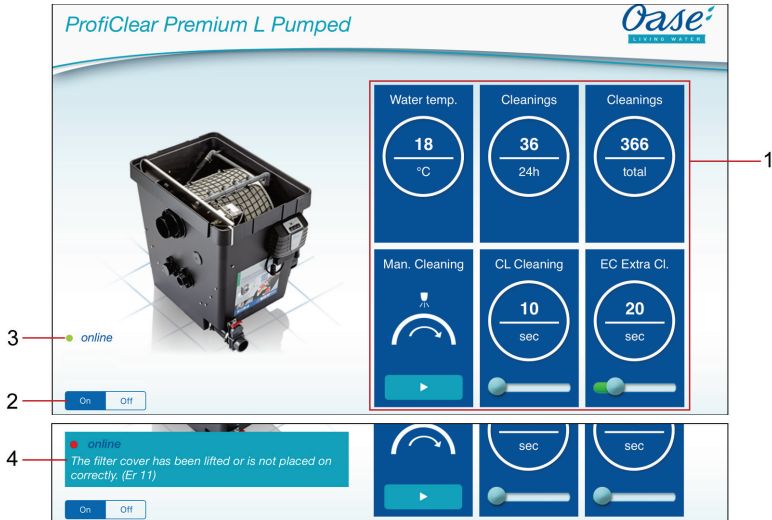 ProfiClear Premium L Pumped
Oase
LIVING WATER
Water temp.
18
°C
Cleanings
36
24h
Cleanings
366
total
1
Man. Cleaning
CL Cleaning
10
sec
EC Extra Cl.
20
sec
3
online
2
On Off
4
online
The filter cover has been lifted or is not placed on
correctly. (Er 11)
sec
sec
On Off